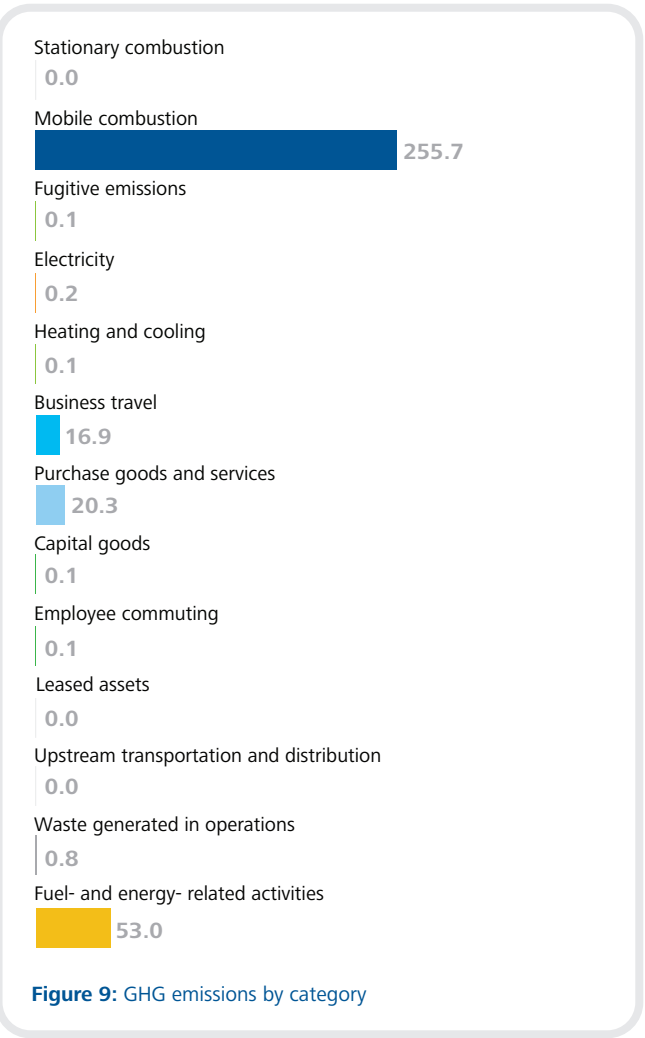 Stationary combustion
0.0
Mobile combustion
255.7
Fugitive emissions
0.1
Electricity
0.2
Heating and cooling
0.1
Business travel
16.9
Purchase goods and services
20.3
Capital goods
0.1
Employee commuting
0.1
Leased assets
0.0
Upstream transportation and distribution
0.0
Waste generated in operations
0.8
Fuel- and energy- related activities
53.0
Figure 9: GHG emissions by category